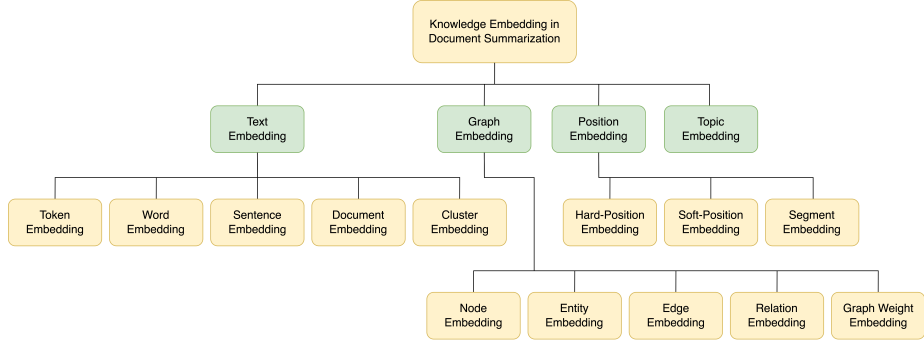 Knowledge Embedding in
Document Summarization
Text
Embedding
Graph
Embedding
Position
Embedding
Topic
Embedding
Token
Embedding
Word
Embedding
Sentence
Embedding
Document
Embedding
Cluster
Embedding
Hard-Position
Embedding
Soft-Position
Embedding
Segment
Embedding
Node
Embedding
Entity
Embedding
Edge
Embedding
Relation
Embedding
Graph Weight
Embedding